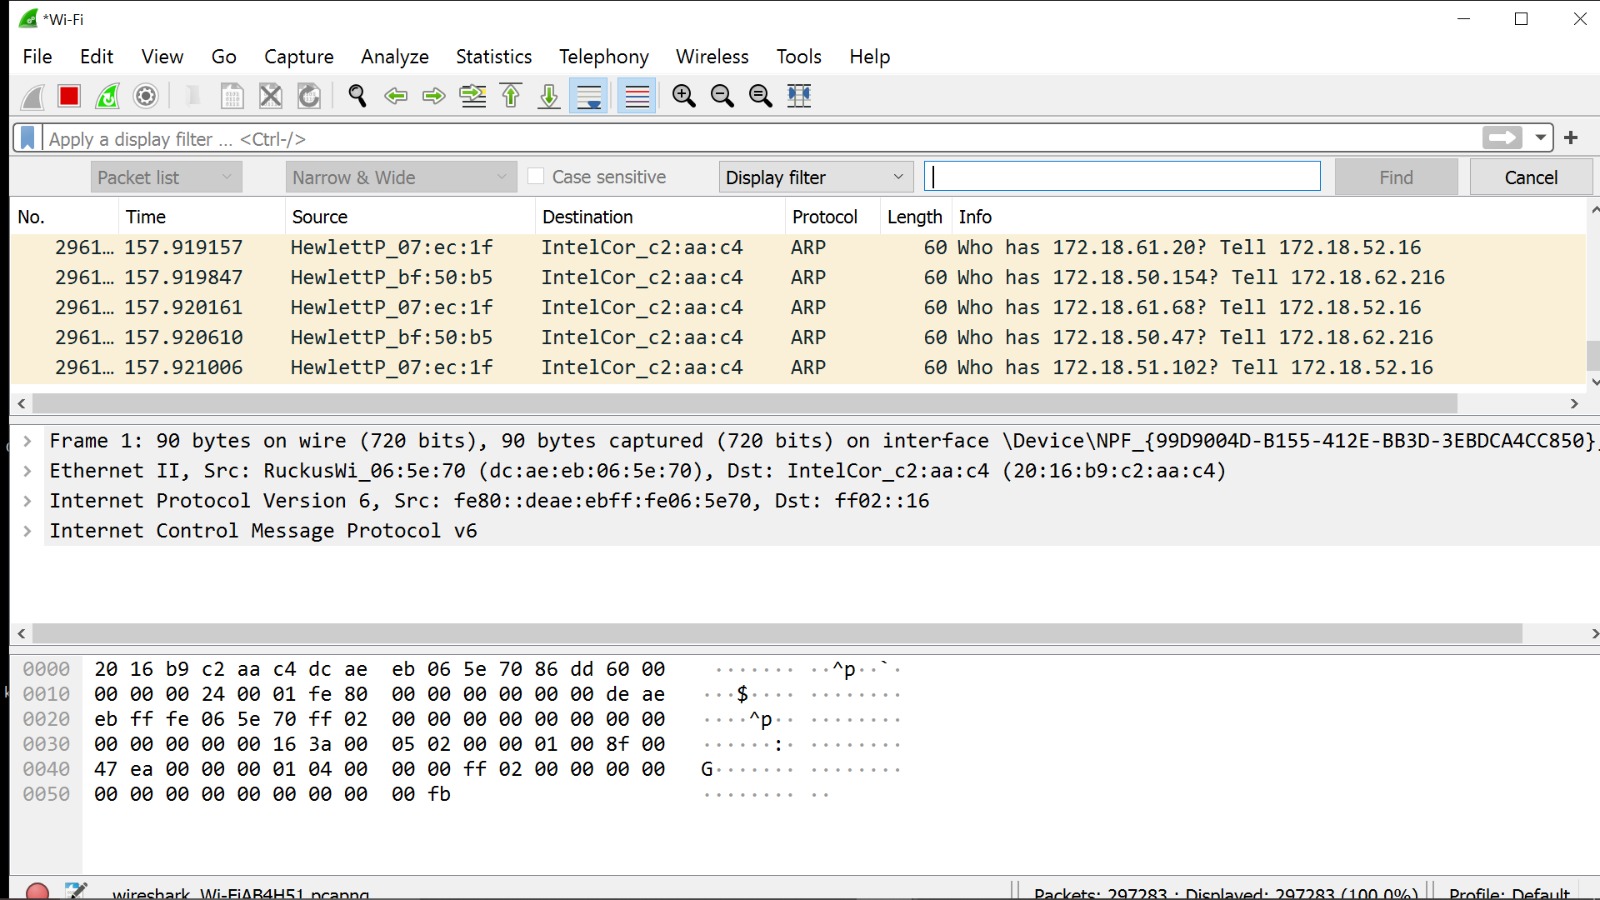 *Wi-Fi
File Edit View Go Capture Analyze Statistics Telephony Wireless Tools Help
Apply a display filter ... <Ctrl-/>
Packet list Narrow & Wide Case sensitive Display filter Find Cancel
No. Time Source Destination Protocol Length Info
2961... 157.919157 HewlettP_07:ec:1f IntelCor_c2:aa:c4 ARP 60 Who has 172.18.61.20? Tell 172.18.52.16
2961... 157.919847 HewlettP_bf:50:b5 IntelCor_c2:aa:c4 ARP 60 Who has 172.18.50.154? Tell 172.18.62.216
2961... 157.920161 HewlettP_07:ec:1f IntelCor_c2:aa:c4 ARP 60 Who has 172.18.61.68? Tell 172.18.52.16
2961... 157.920610 HewlettP_bf:50:b5 IntelCor_c2:aa:c4 ARP 60 Who has 172.18.50.47? Tell 172.18.62.216
2961... 157.921006 HewlettP_07:ec:1f IntelCor_c2:aa:c4 ARP 60 Who has 172.18.51.102? Tell 172.18.52.16
Frame 1: 90 bytes on wire (720 bits), 90 bytes captured (720 bits) on interface \Device\NPF_{99D9004D-B155-412E-BB3D-3EBDCA4CC850},
Ethernet II, Src: RuckusWi_06:5e:70 (dc:ae:eb:06:5e:70), Dst: IntelCor_c2:aa:c4 (20:16:b9:c2:aa:c4)
Internet Protocol Version 6, Src: fe80::deae:ebff:fe06:5e70, Dst: ff02::16
Internet Control Message Protocol v6
0000 20 16 b9 c2 aa c4 dc ae eb 06 5e 70 86 dd 60 00 ······· ··^p··`·
0010 00 00 00 24 00 01 fe 80 00 00 00 00 00 00 de ae ···$···· ········
0020 eb ff fe 06 5e 70 ff 02 00 00 00 00 00 00 00 00 ····^p·· ········
0030 00 00 00 00 00 16 3a 00 05 02 00 00 01 00 8f 00 ······:· ········
0040 47 ea 00 00 00 01 04 00 00 00 ff 02 00 00 00 00 G······· ········
0050 00 00 00 00 00 00 00 00 00 fb ········ ··
wireshark_Wi-FiAB4H51.pcapng Packets: 297283 · Displayed: 297283 (100.0%) Profile: Default